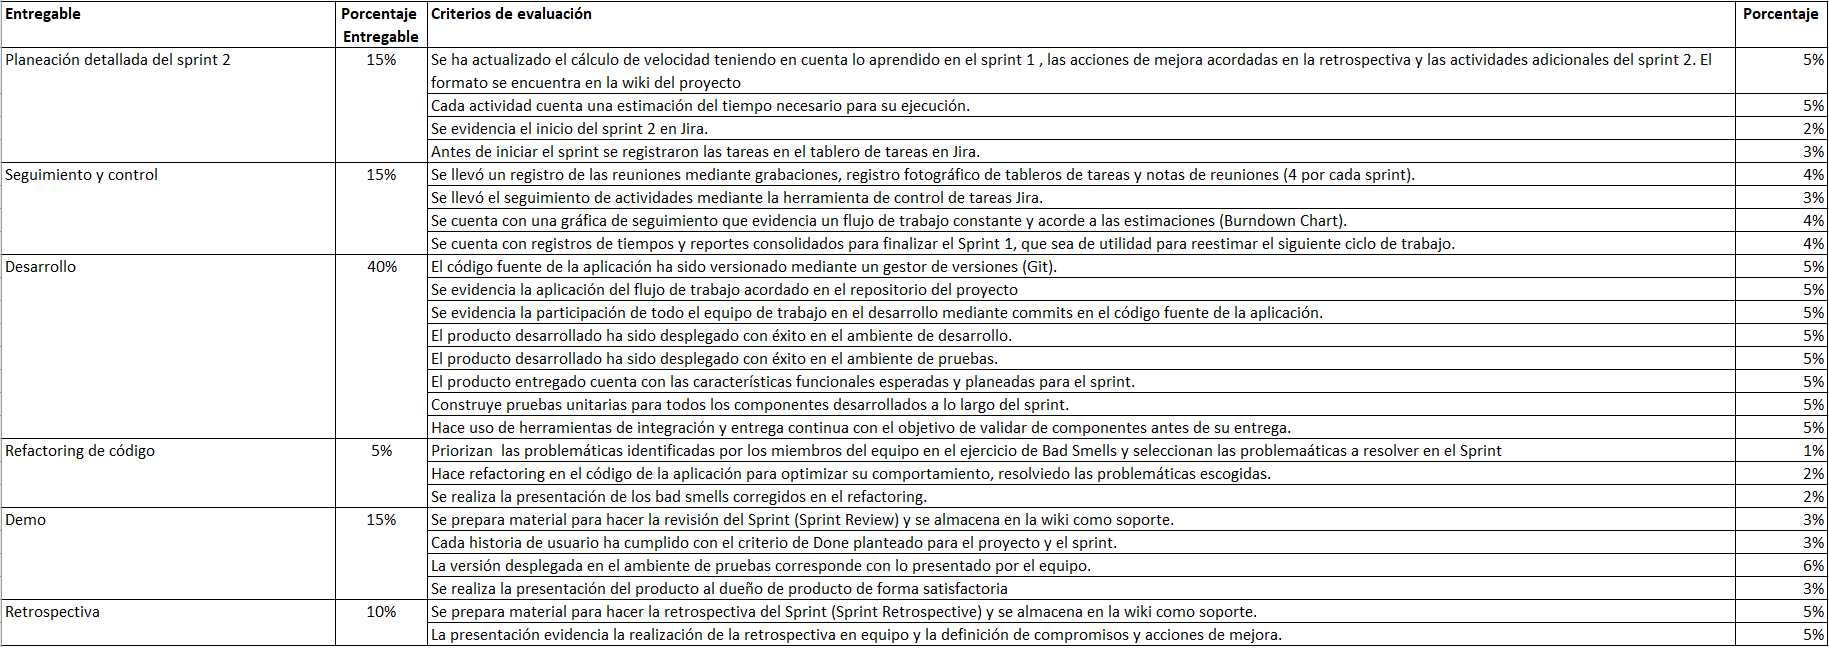 Entregable Porcentaje Entregable Criterios de evaluación Porcentaje
Planeación detallada del sprint 2 15% Se ha actualizado el cálculo de velocidad teniendo en cuenta lo aprendido en el sprint 1 , las acciones de mejora acordadas en la retrospectiva y las actividades adicionales del sprint 2. El 5%
formato se encuentra en la wiki del proyecto
Cada actividad cuenta una estimación del tiempo necesario para su ejecución. 5%
Se evidencia el inicio del sprint 2 en Jira. 2%
Antes de iniciar el sprint se registraron las tareas en el tablero de tareas en Jira. 3%
Seguimiento y control 15% Se llevó un registro de las reuniones mediante grabaciones, registro fotográfico de tableros de tareas y notas de reuniones (4 por cada sprint). 4%
Se llevó el seguimiento de actividades mediante la herramienta de control de tareas Jira. 3%
Se cuenta con una gráfica de seguimiento que evidencia un flujo de trabajo constante y acorde a las estimaciones (Burndown Chart). 4%
Se cuenta con registros de tiempos y reportes consolidados para finalizar el Sprint 1, que sea de utilidad para reestimar el siguiente ciclo de trabajo. 4%
Desarrollo 40% El código fuente de la aplicación ha sido versionado mediante un gestor de versiones (Git). 5%
Se evidencia la aplicación del flujo de trabajo acordado en el repositorio del proyecto 5%
Se evidencia la participación de todo el equipo de trabajo en el desarrollo mediante commits en el código fuente de la aplicación. 5%
El producto desarrollado ha sido desplegado con éxito en el ambiente de desarrollo. 5%
El producto desarrollado ha sido desplegado con éxito en el ambiente de pruebas. 5%
El producto entregado cuenta con las características funcionales esperadas y planeadas para el sprint. 5%
Construye pruebas unitarias para todos los componentes desarrollados a lo largo del sprint. 5%
Hace uso de herramientas de integración y entrega continua con el objetivo de validar de componentes antes de su entrega. 5%
Refactoring de código 5% Priorizan las problemáticas identificadas por los miembros del equipo en el ejercicio de Bad Smells y seleccionan las problemaáticas a resolver en el Sprint 1%
Hace refactoring en el código de la aplicación para optimizar su comportamiento, resolviedo las problemáticas escogidas. 2%
Se realiza la presentación de los bad smells corregidos en el refactoring. 2%
Demo 15% Se prepara material para hacer la revisión del Sprint (Sprint Review) y se almacena en la wiki como soporte. 3%
Cada historia de usuario ha cumplido con el criterio de Done planteado para el proyecto y el sprint. 3%
La versión desplegada en el ambiente de pruebas corresponde con lo presentado por el equipo. 6%
Se realiza la presentación del producto al dueño de producto de forma satisfactoria 3%
Retrospectiva 10% Se prepara material para hacer la retrospectiva del Sprint (Sprint Retrospective) y se almacena en la wiki como soporte. 5%
La presentación evidencia la realización de la retrospectiva en equipo y la definición de compromisos y acciones de mejora. 5%